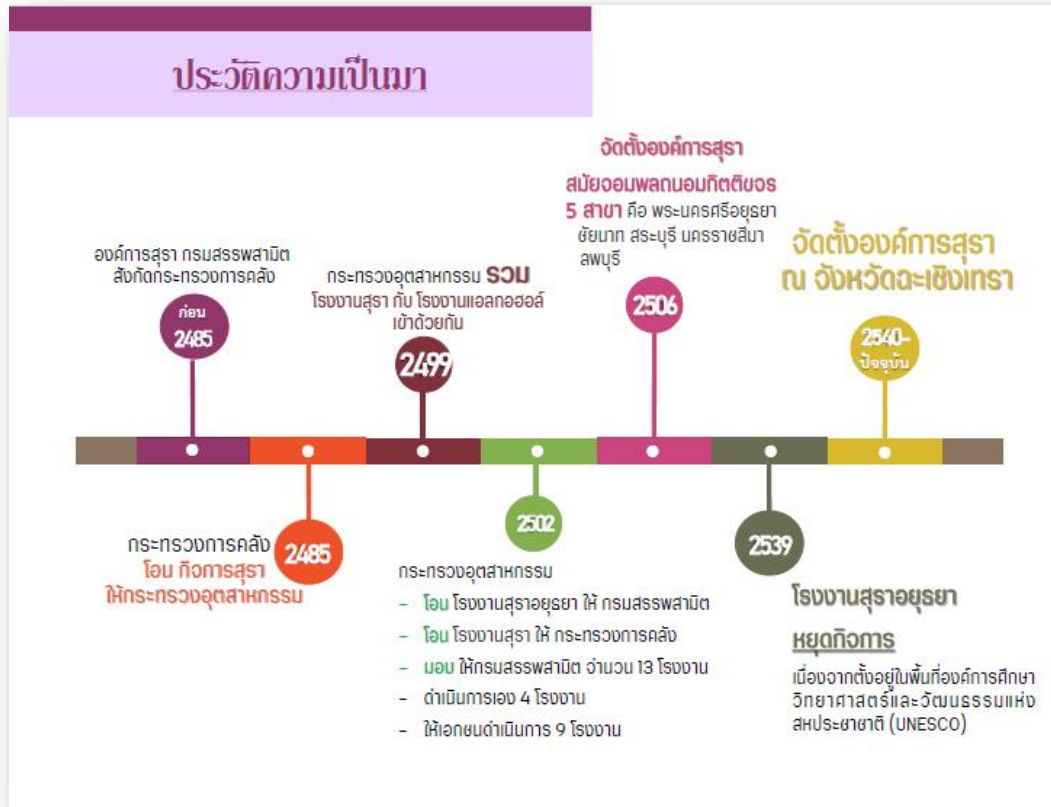 ประวัติความเป็นมา
องค์การสุรา กรมสรรพสามิต
สังกัดกระทรวงการคลัง
ก่อน
2485
กระทรวงการคลัง
โอน กิจการสุรา
ให้กระทรวงอุตสาหกรรม
2485
กระทรวงอุตสาหกรรม รวม
โรงงานสุรา กับ โรงงานแอลกอฮอล์
เข้าด้วยกัน
2499
2502
กระทรวงอุตสาหกรรม
- โอน โรงงานสุราอยุธยา ให้ กรมสรรพสามิต
- โอน โรงงานสุรา ให้ กระทรวงการคลัง
- มอบ ให้กรมสรรพสามิต จำนวน 13 โรงงาน
- ดำเนินการเอง 4 โรงงาน
- ให้เอกชนดำเนินการ 9 โรงงาน
จัดตั้งองค์การสุรา
สมัยจอมพลถนอมกิตติขจร
5 สาขา คือ พระนครศรีอยุธยา
ชัยนาท สระบุรี นครราชสีมา
ลพบุรี
2506
2539
โรงงานสุราอยุธยา
หยุดกิจการ
เนื่องจากตั้งอยู่ในพื้นที่องค์การศึกษา
วิทยาศาสตร์และวัฒนธรรมแห่ง
สหประชาชาติ (UNESCO)
จัดตั้งองค์การสุรา
ณ จังหวัดฉะเชิงเทรา
2540-
ปัจจุบัน